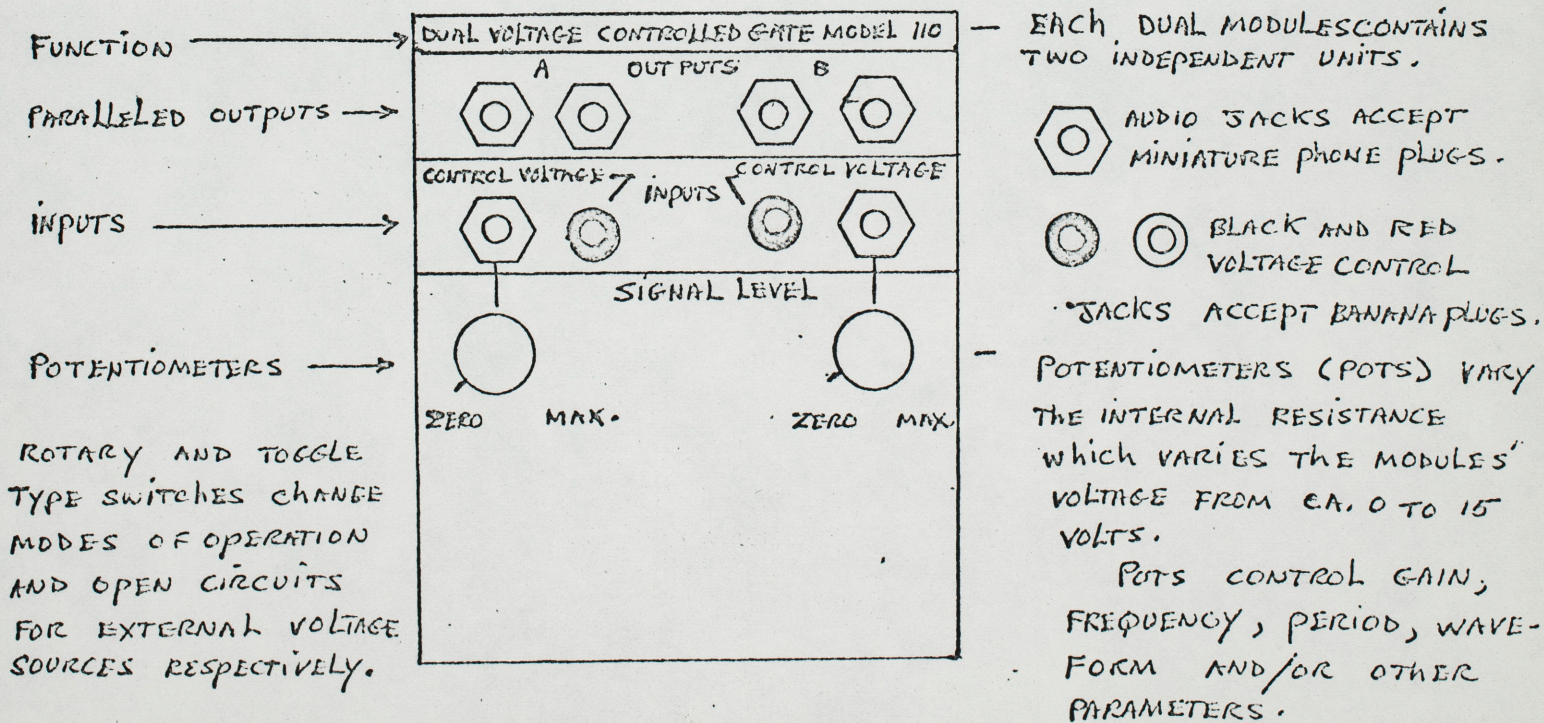 FUNCTION
PARALLELED OUTPUTS
INPUTS
POTENTIOMETERS
ROTARY AND TOGGLE
TYPE SWITCHES CHANGE
MODES OF OPERATION
AND OPEN CIRCUITS
FOR EXTERNAL VOLTAGE
SOURCES RESPECTIVELY.
DUAL VOLTAGE CONTROLLED GATE MODEL 110
A OUTPUTS B
CONTROL VOLTAGE INPUTS CONTROL VOLTAGE
SIGNAL LEVEL
ZERO MAX. ZERO MAX.
— EACH DUAL MODULESCONTAINS
TWO INDEPENDENT UNITS.
AUDIO JACKS ACCEPT
MINIATURE PHONE PLUGS.
BLACK AND RED
VOLTAGE CONTROL
JACKS ACCEPT BANANA PLUGS.
— POTENTIOMETERS (POTS) VARY
THE INTERNAL RESISTANCE
WHICH VARIES THE MODULES'
VOLTAGE FROM CA. 0 TO 15
VOLTS.
POTS CONTROL GAIN,
FREQUENCY, PERIOD, WAVE-
FORM AND/OR OTHER
PARAMETERS.